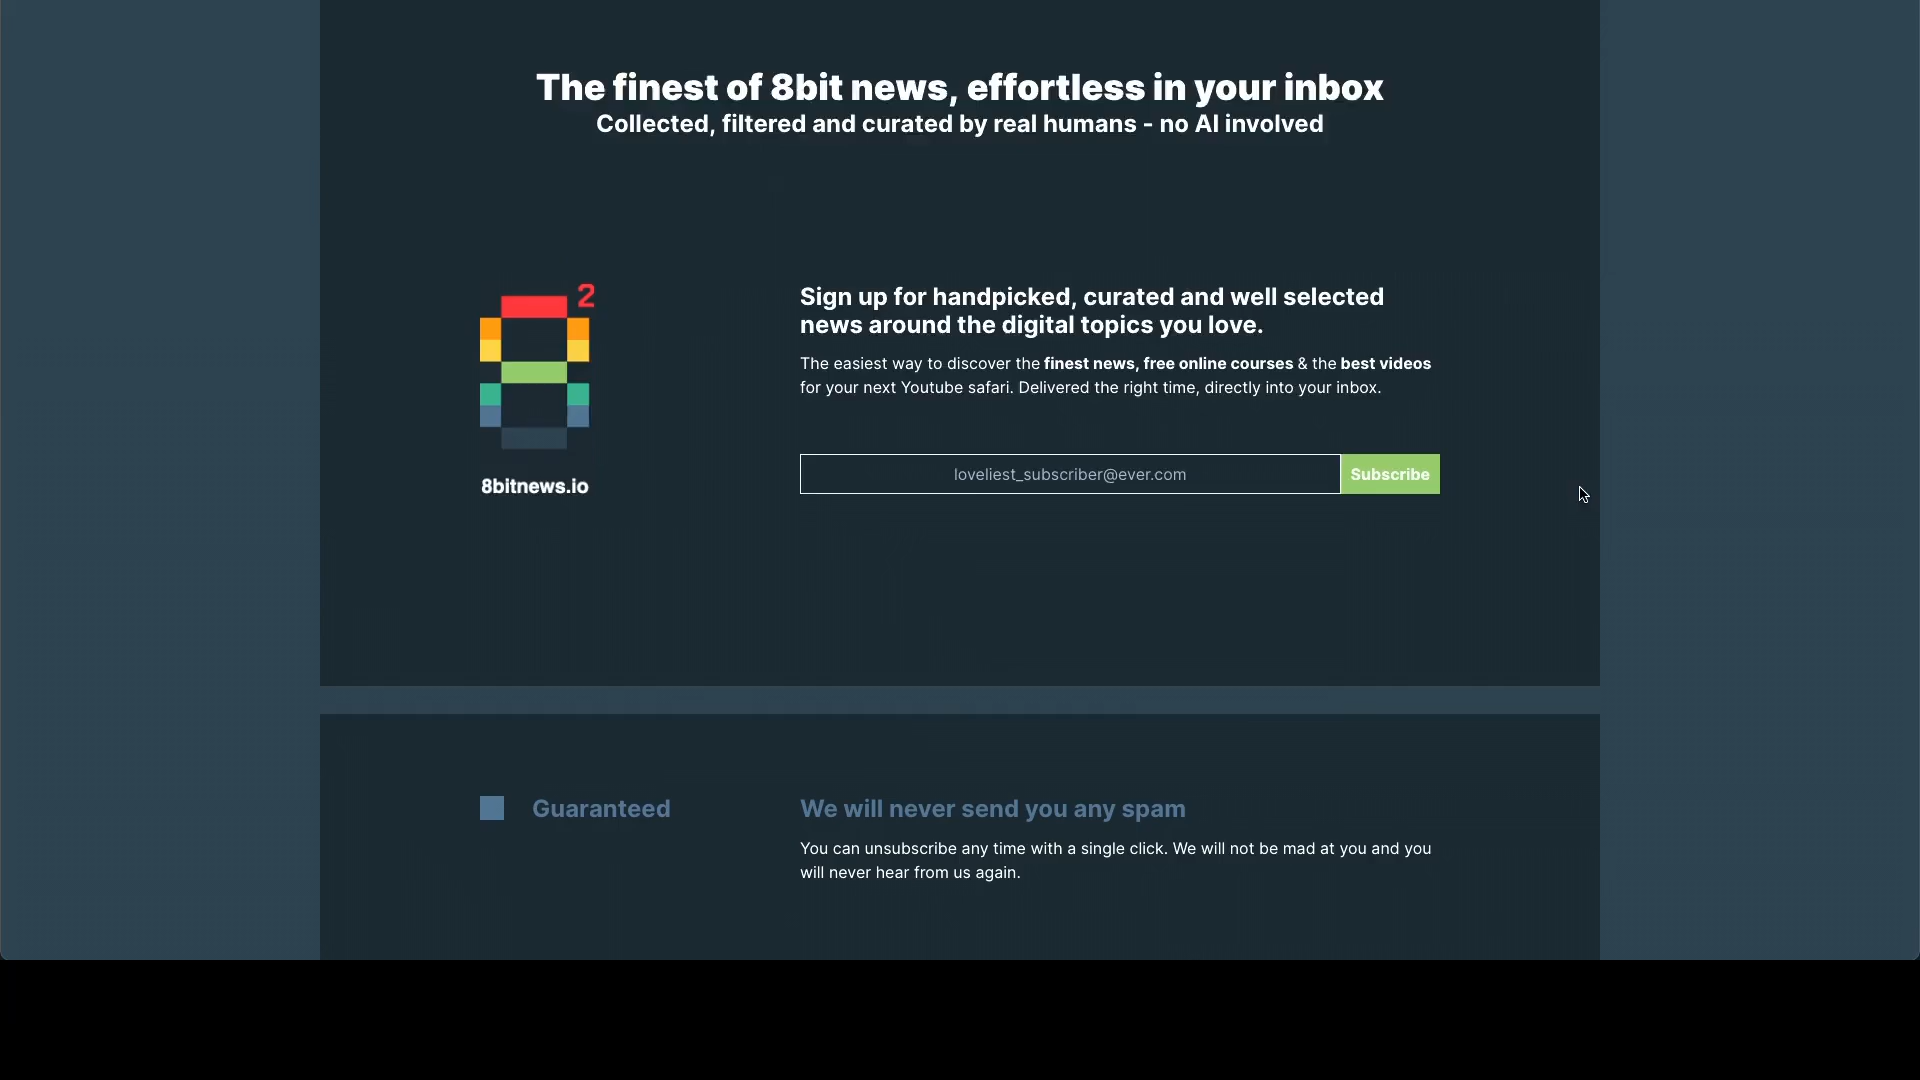 The finest of 8bit news, effortless in your inbox
Collected, filtered and curated by real humans - no AI involved
2
8bitnews.io
Sign up for handpicked, curated and well selected
news around the digital topics you love.
The easiest way to discover the finest news, free online courses & the best videos
for your next Youtube safari. Delivered the right time, directly into your inbox.
loveliest_subscriber@ever.com
Subscribe
Guaranteed
We will never send you any spam
You can unsubscribe any time with a single click. We will not be mad at you and you
will never hear from us again.